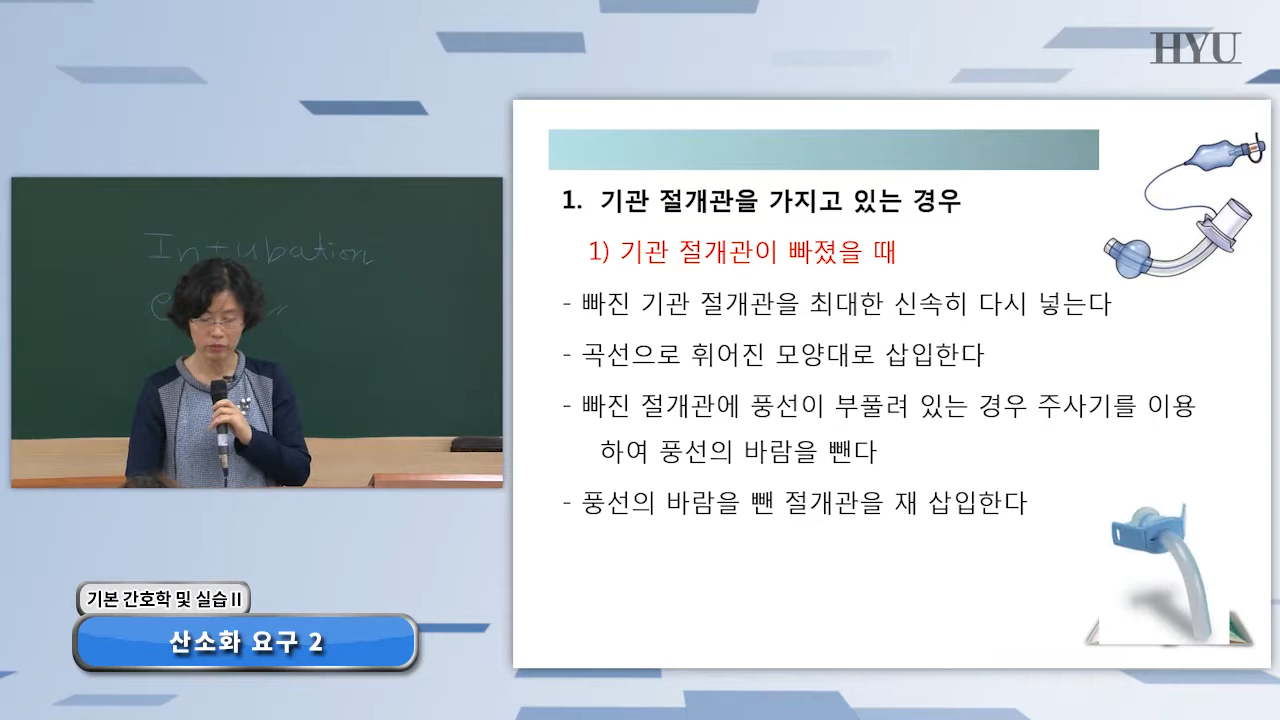 HYU
Intubation
1. 기관 절개관을 가지고 있는 경우
1) 기관 절개관이 빠졌을 때
- 빠진 기관 절개관을 최대한 신속히 다시 넣는다
- 곡선으로 휘어진 모양대로 삽입한다
- 빠진 절개관에 풍선이 부풀려 있는 경우 주사기를 이용
하여 풍선의 바람을 뺀다
- 풍선의 바람을 뺀 절개관을 재 삽입한다
기본 간호학 및 실습 II
산소화 요구 2